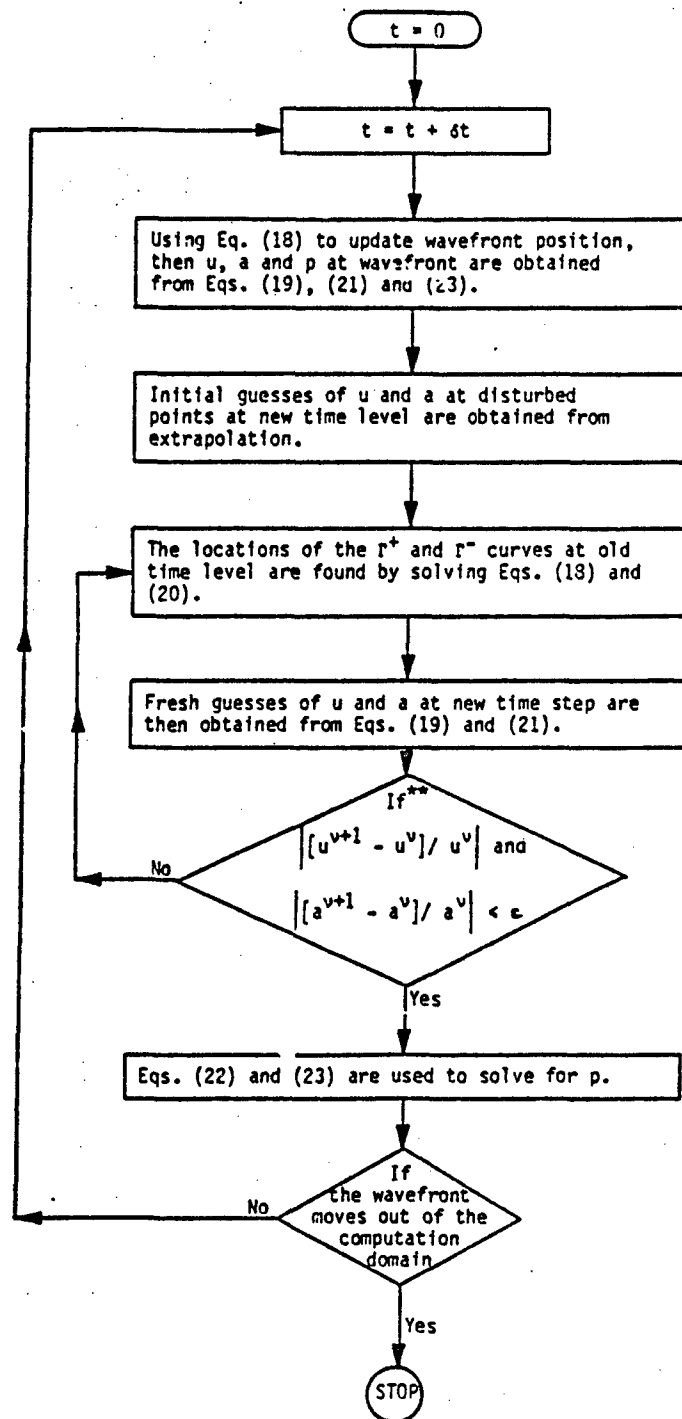 t = 0
t = t + δt
Using Eq. (18) to update wavefront position,
then u, a and p at wavefront are obtained
from Eqs. (19), (21) and (23).
Initial guesses of u and a at disturbed
points at new time level are obtained from
extrapolation.
The locations of the Γ⁺ and Γ⁻ curves at old
time level are found by solving Eqs. (18) and
(20).
Fresh guesses of u and a at new time step are
then obtained from Eqs. (19) and (21).
If**
|[u^{ν+1} - u^ν]/ u^ν| and
No
|[a^{ν+1} - a^ν]/ a^ν| < ε
Yes
Eqs. (22) and (23) are used to solve for p.
If
No
the wavefront
moves out of the
computation
domain
Yes
STOP